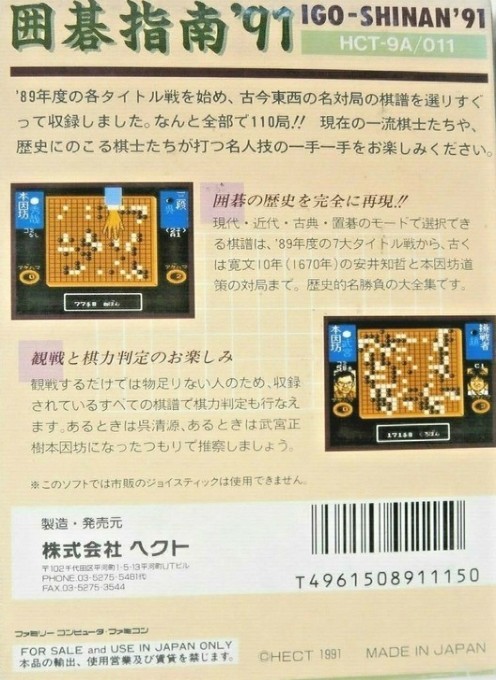 囲碁指南'91
IGO-SHINAN'91
HCT-9A/011
'89年度の各タイトル戦を始め、古今東西の名対局の棋譜を選りすぐ
って収録しました。なんと全部で110局!! 現在の一流棋士たちや、
歴史にのこる棋士たちが打つ名人技の一手一手をお楽しみください。
本因坊
囲碁の歴史を完全に再現!!
現代・近代・古典・置碁のモードで選択でき
る棋譜は、'89年度の7大タイトル戦から、古く
は寛文10年(1670年)の安井知哲と本因坊道
策の対局まで。歴史的名勝負の大全集です。
本因坊
武宮
挑戦者
観戦と棋力判定のお楽しみ
観戦するだけでは物足りない人のため、収録
されているすべての棋譜で棋力判定も行なえ
ます。あるときは呉清源、あるときは武宮正
樹本因坊になったつもりで推察しましょう。
※このソフトでは市販のジョイスティックは使用できません。
製造・発売元
株式会社 ヘクト
〒102千代田区平河町1-5-13平河町UTビル
PHONE.03-5275-5481代
FAX.03-5275-3544
T4961508911150
ファミリー コンピュータ・ファミコン
FOR SALE and USE IN JAPAN ONLY
本品の輸出、使用営業及び賃貸を禁じます。
©HECT 1991 MADE IN JAPAN